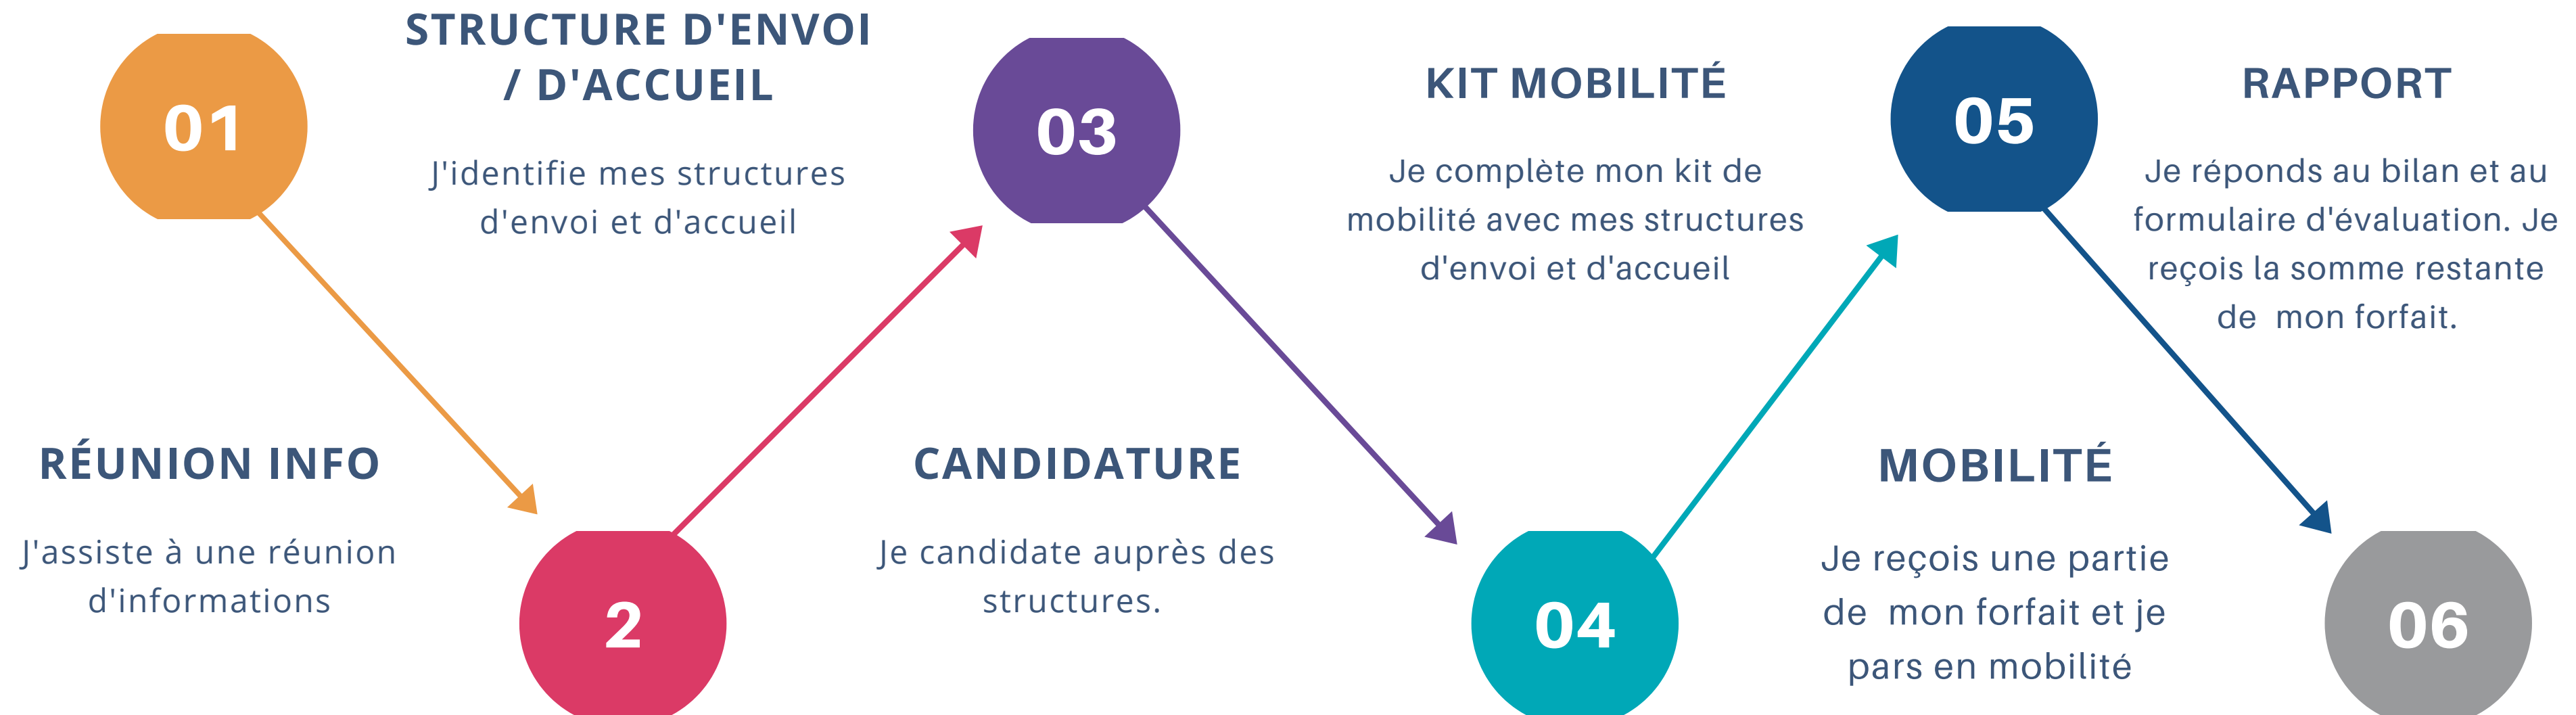 01
RÉUNION INFO
J'assiste à une réunion
d'informations
STRUCTURE D'ENVOI
/ D'ACCUEIL
J'identifie mes structures
d'envoi et d'accueil
2
03
CANDIDATURE
Je candidate auprès des
structures.
KIT MOBILITÉ
Je complète mon kit de
mobilité avec mes structures
d'envoi et d'accueil
04
05
MOBILITÉ
Je reçois une partie
de  mon forfait et je
pars en mobilité
RAPPORT
Je réponds au bilan et au
formulaire d'évaluation. Je
reçois la somme restante
de  mon forfait.
06